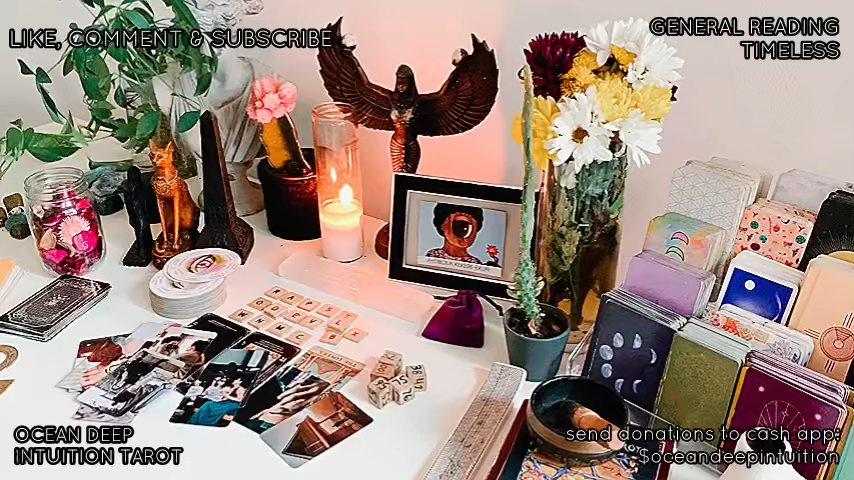 LIKE, COMMENT & SUBSCRIBE
GENERAL READING
TIMELESS
OCEAN DEEP
INTUITION TAROT
send donations to cash app:
$oceandeepintuition